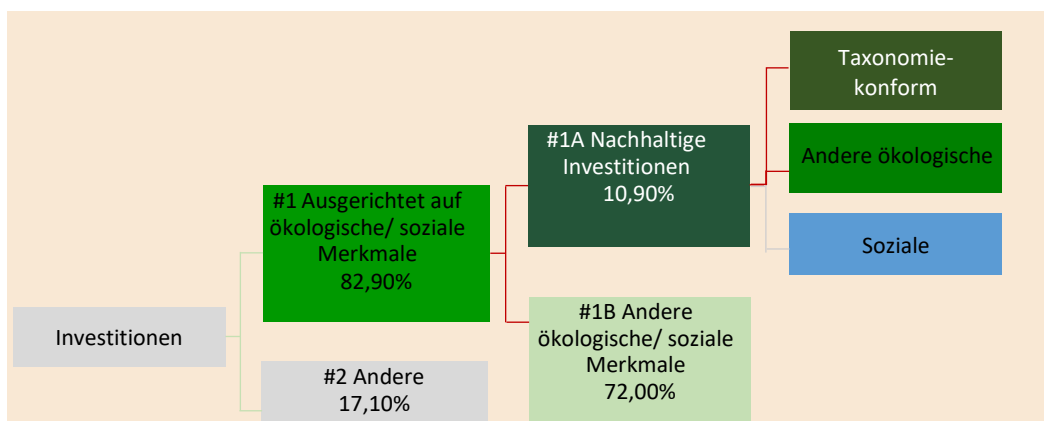 Taxonomie-
konform
#1A Nachhaltige
Investitionen
10,90%
Andere ökologische
#1 Ausgerichtet auf
ökologische/ soziale
Merkmale
82,90%
Soziale
Investitionen
#1B Andere
ökologische/ soziale
Merkmale
72,00%
#2 Andere
17,10%